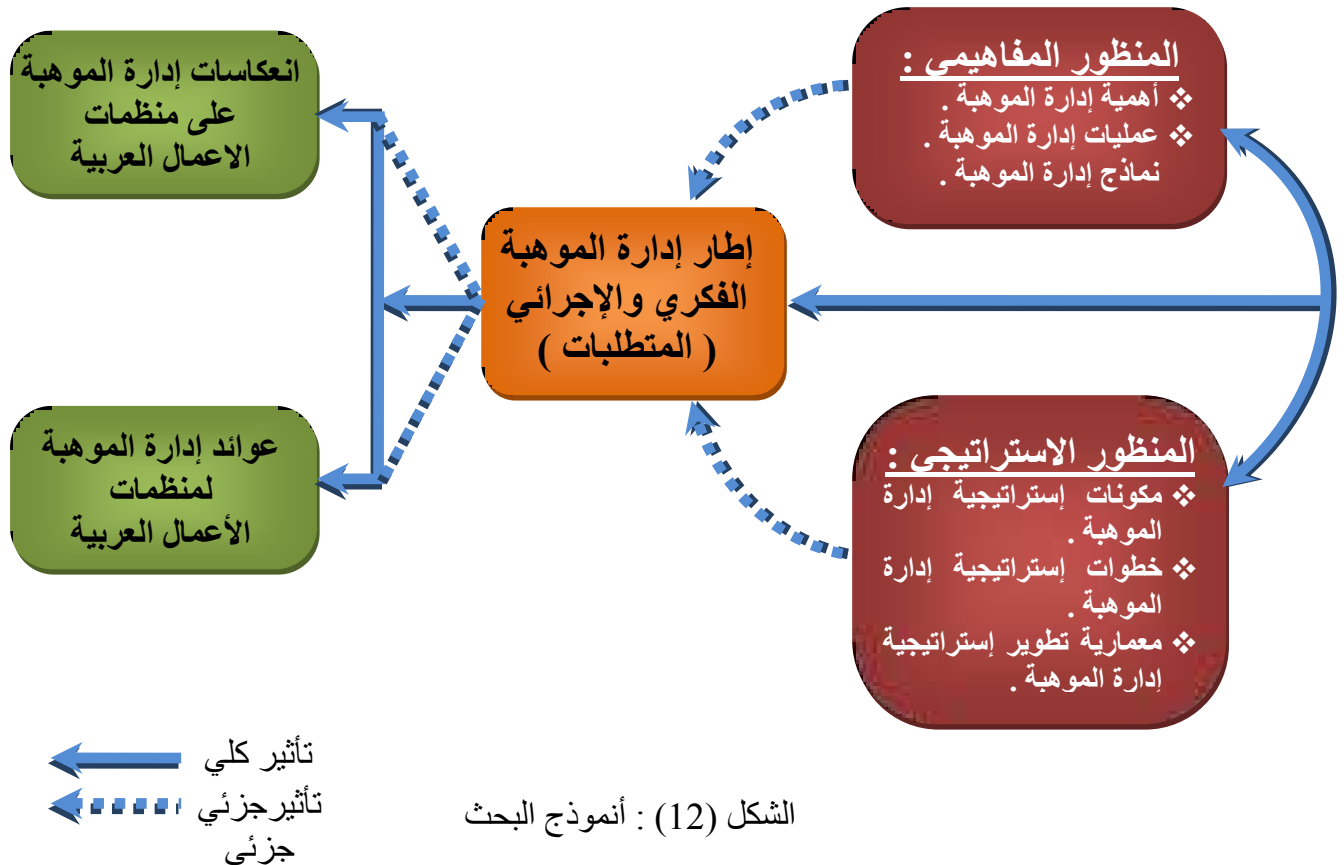 المنظور المفاهيمي :
❖ أهمية إدارة الموهبة .
❖ عمليات إدارة الموهبة .
نماذج إدارة الموهبة .
المنظور الاستراتيجي :
❖ مكونات إستراتيجية إدارة
الموهبة .
❖ خطوات إستراتيجية إدارة
الموهبة .
❖ معمارية تطوير إستراتيجية
إدارة الموهبة .
إطار إدارة الموهبة
الفكري والإجرائي
( المتطلبات )
انعكاسات إدارة الموهبة
على منظمات
الاعمال العربية
عوائد إدارة الموهبة
لمنظمات
الأعمال العربية
تأثير كلي
تأثيرجزئي
جزئي
الشكل (12) : أنموذج البحث